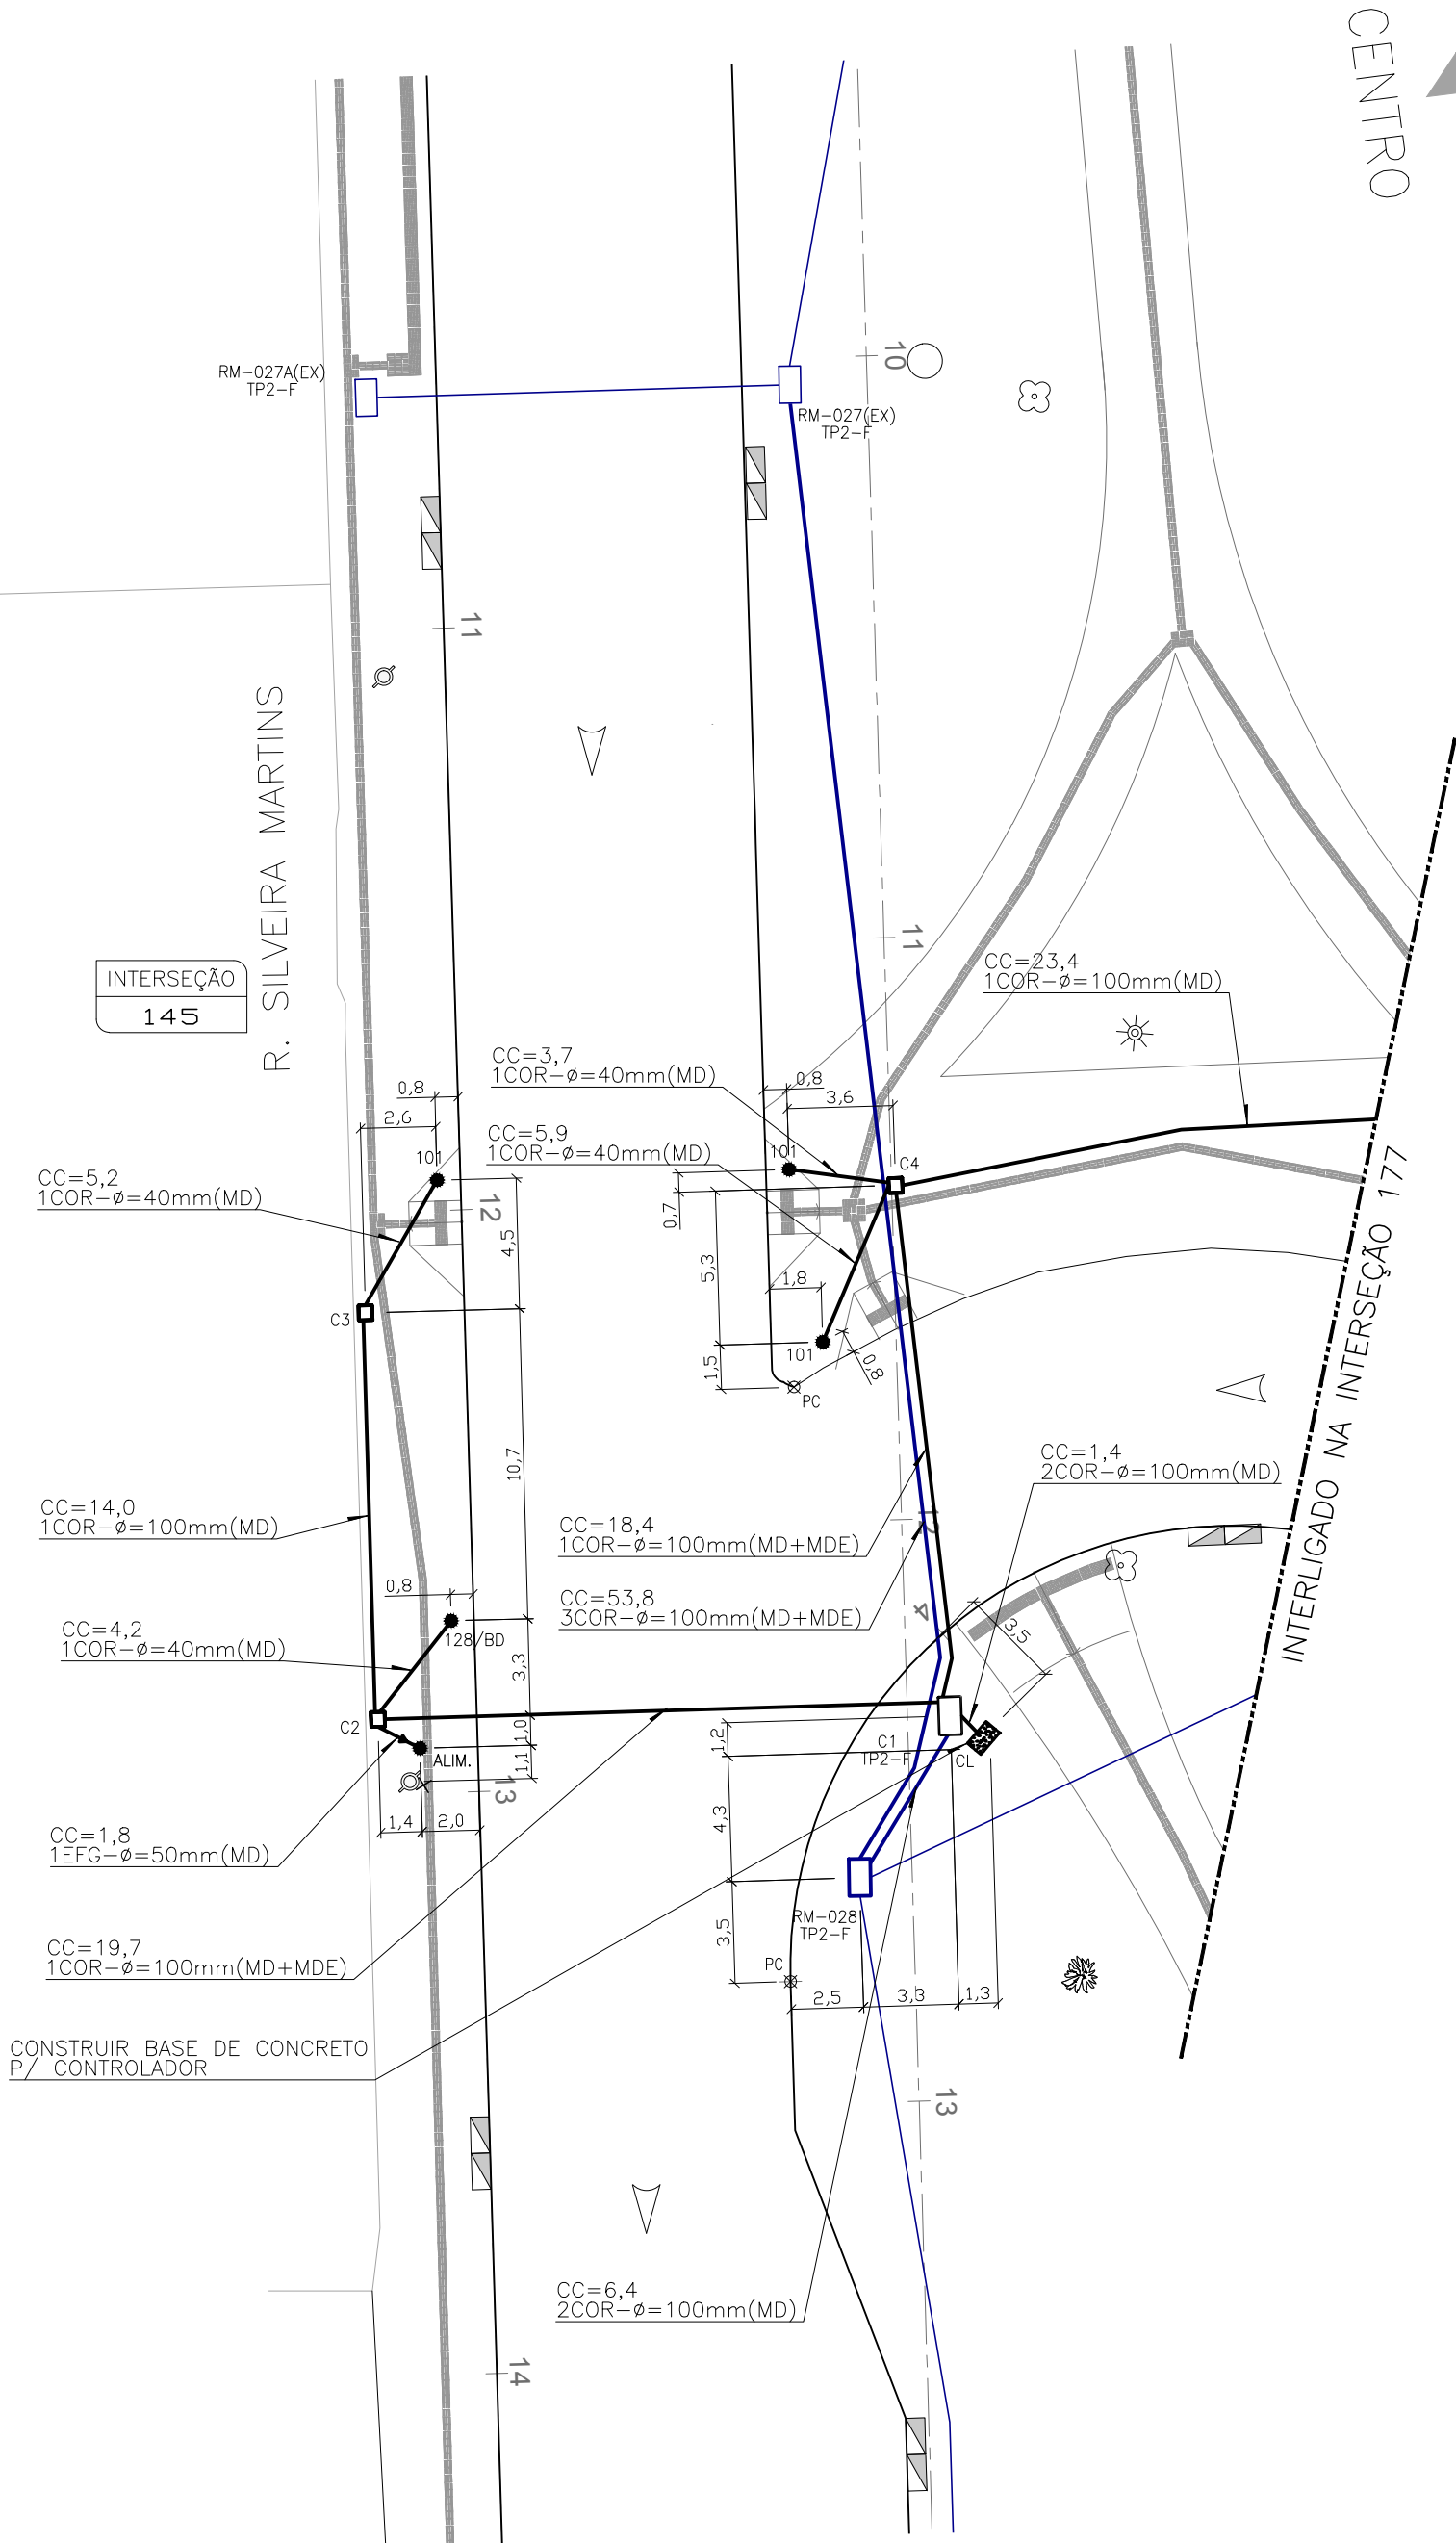 CENTRO
10
RM-027A(EX)
TP2-F
RM-027(EX)
TP2-F
11
R. SILVEIRA MARTINS
11
INTERSEÇÃO
145
CC=23,4
1COR-ø=100mm(MD)
CC=3,7
1COR-ø=40mm(MD)
0,8
3,6
0,8
2,6
CC=5,9
1COR-ø=40mm(MD)
101
101
C4
CC=5,2
1COR-ø=40mm(MD)
12
0,7
4,5
5,3
1,8
C3
101
0,8
1,5
PC
INTERLIGADO NA INTERSEÇÃO 177
10,7
CC=1,4
2COR-ø=100mm(MD)
CC=14,0
1COR-ø=100mm(MD)
CC=18,4
1COR-ø=100mm(MD+MDE)
12
0,8
CC=53,8
3COR-ø=100mm(MD+MDE)
CC=4,2
1COR-ø=40mm(MD)
128/BD
3,3
3,5
C2
1,0
1,2
C1
TP2-F
CL
ALIM.
1,1
13
1,4
2,0
4,3
CC=1,8
1EFG-ø=50mm(MD)
RM-028
TP2-F
3,5
CC=19,7
1COR-ø=100mm(MD+MDE)
PC
2,5
3,3
1,3
CONSTRUIR BASE DE CONCRETO
P/ CONTROLADOR
13
CC=6,4
2COR-ø=100mm(MD)
14